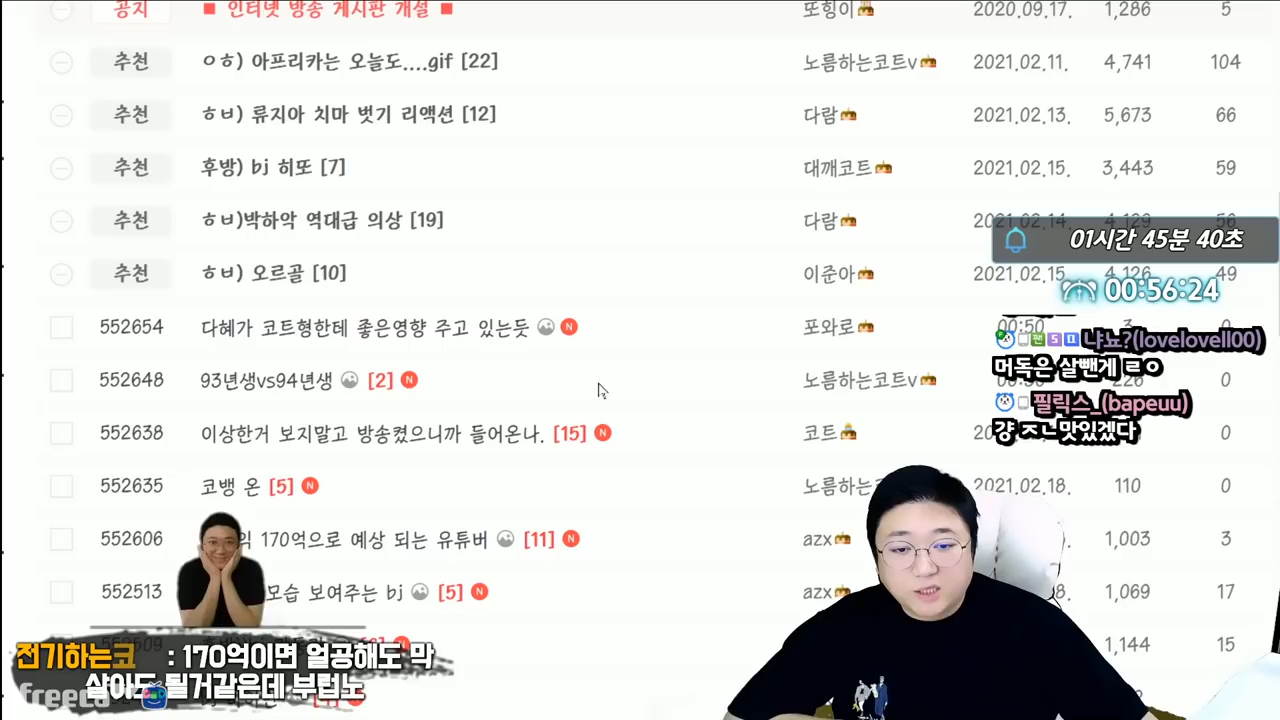 공지 ■ 인터넷 방송 게시판 개설 ■ 또힝이 2020.09.17. 1,286 5
추천 ㅇㅎ) 아프리카는 오늘도....gif [22] 노름하는코트v 2021.02.11. 4,741 104
추천 ㅎㅂ) 류지아 치마 벗기 리액션 [12] 다람 2021.02.13. 5,673 66
추천 후방) bj 히또 [7] 대깨코트 2021.02.15. 3,443 59
추천 ㅎㅂ)박하악 역대급 의상 [19] 다람 2021.02.14. 4,129 56
01시간 45분 40초
추천 ㅎㅂ) 오르골 [10] 이준아 2021.02.15. 4,126 49
00:56:24
552654 다혜가 코트형한테 좋은영향 주고 있는듯 N 포와로 00:50 3 0
팬 냐뇨?(lovelovell00)
머독은 살뺀게 ㄹㅇ
552648 93년생vs94년생 [2] N 노름하는코트v 226 0
필릭스_(bapeuu)
걍 ㅈㄴ맛있겠다
552638 이상한거 보지말고 방송켰으니까 들어온나. [15] N 코트 0
552635 코뱅 온 [5] N 노름하는 2021.02.18. 110 0
552606 170억으로 예상 되는 유튜버 [11] N azx 1,003 3
552513 모습 보여주는 bj [5] N azx 8. 1,069 17
1,144 15
전기하는코 : 170억이면 얼공해도 막
살아도 될거같은데 부럽노
freeca